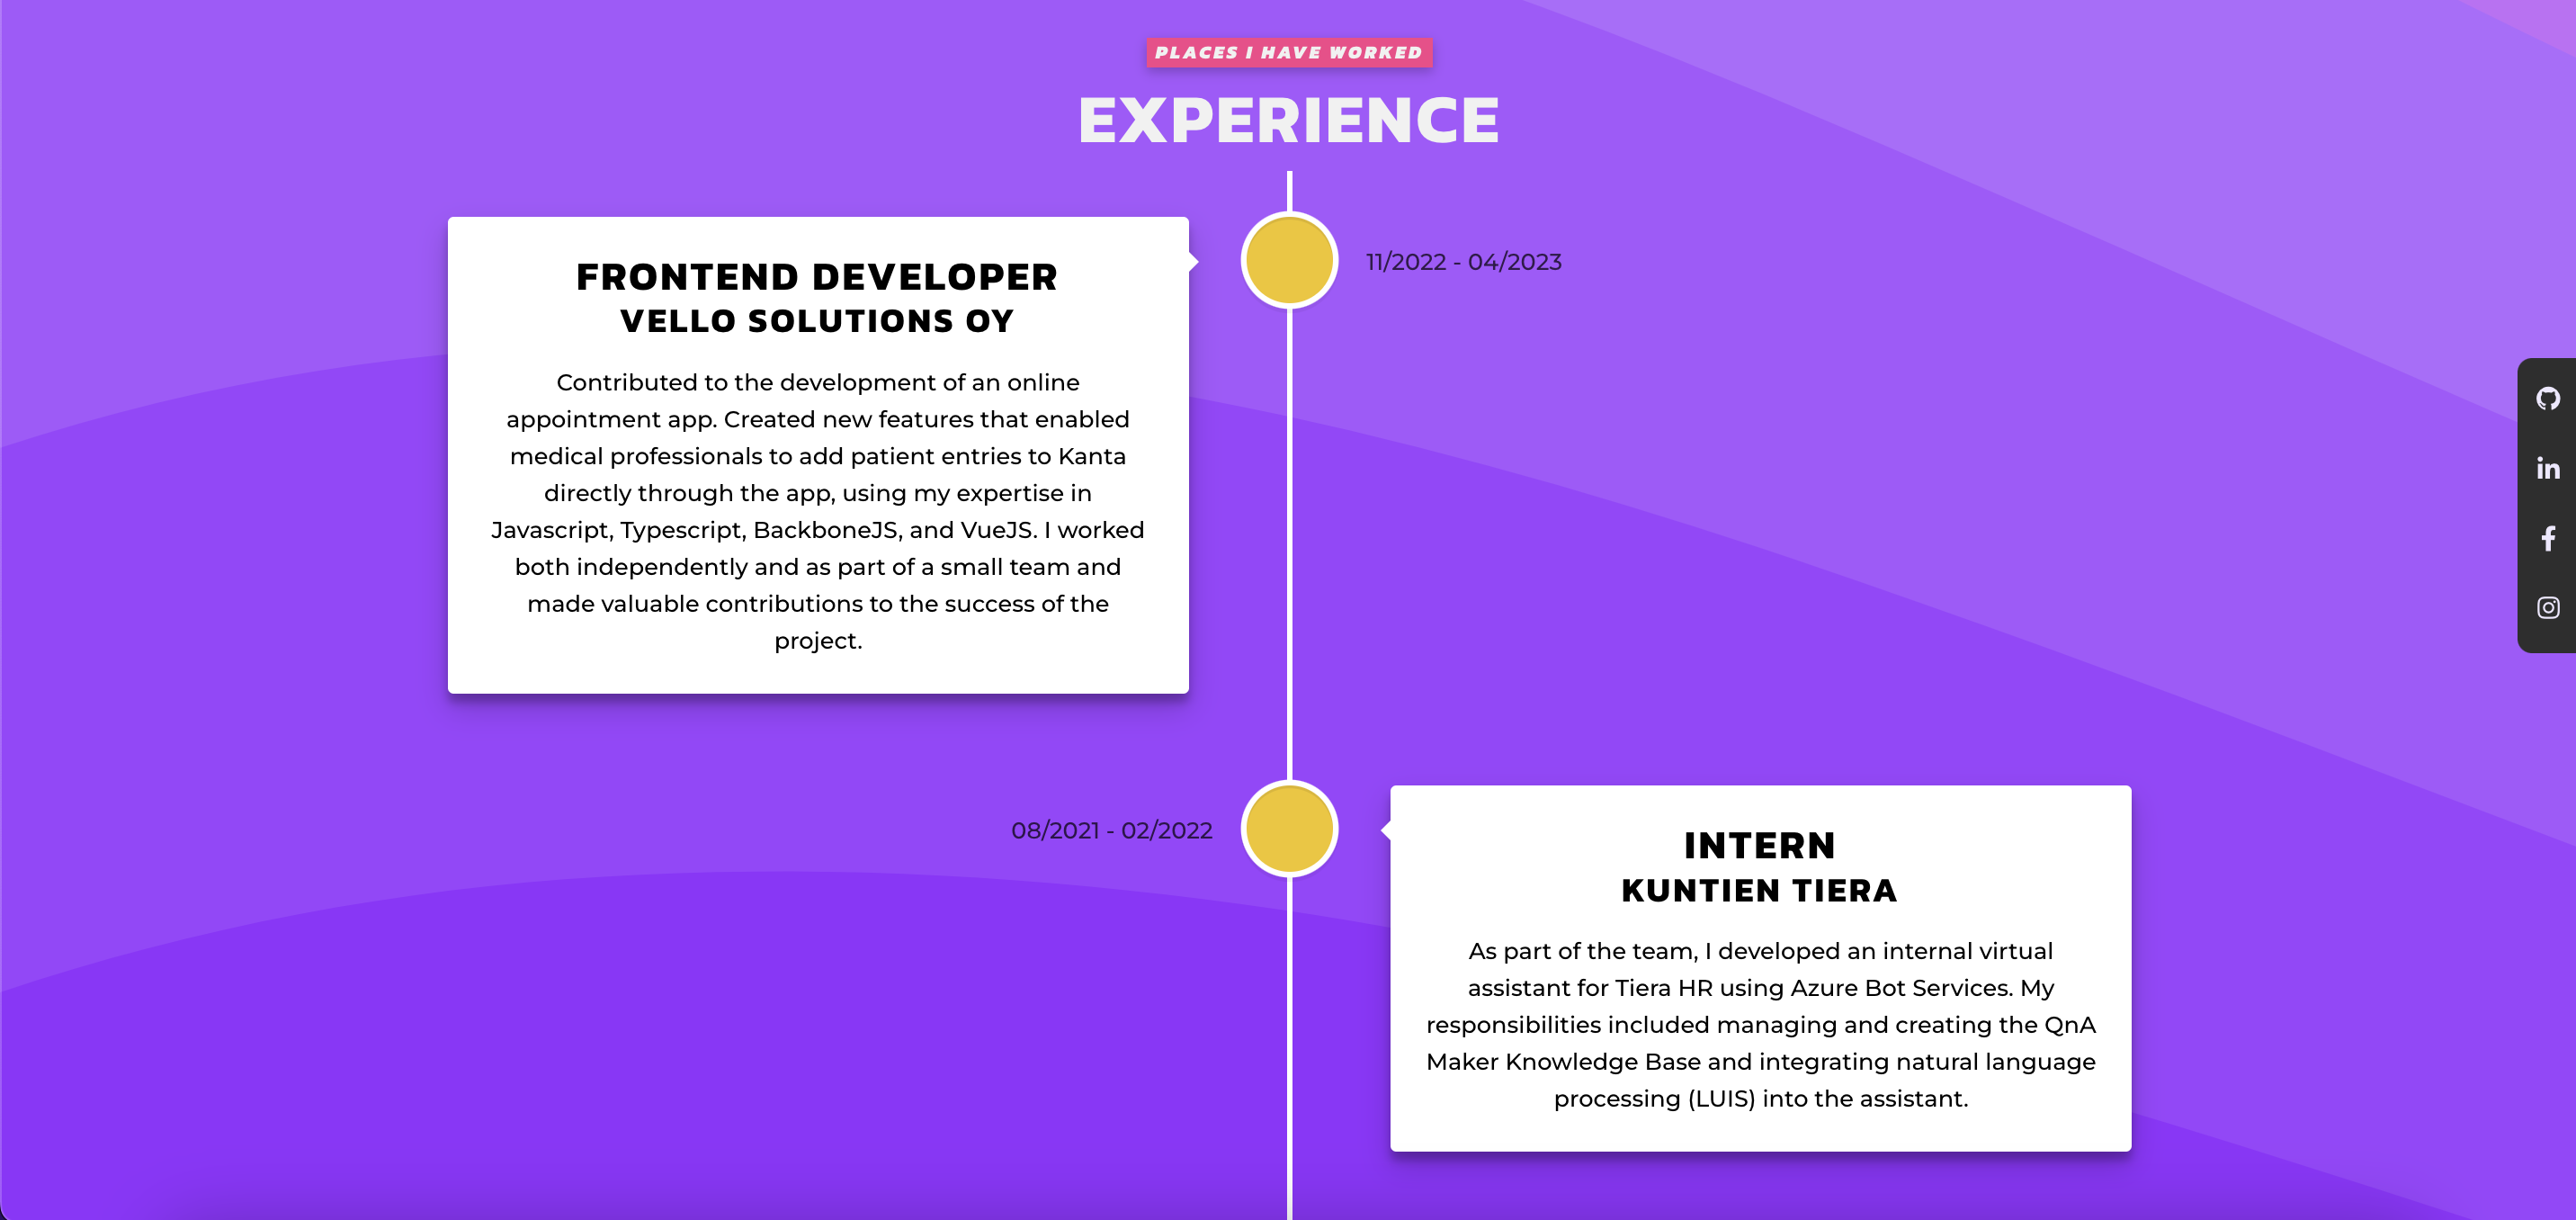 PLACES I HAVE WORKED
EXPERIENCE
FRONTEND DEVELOPER
VELLO SOLUTIONS OY
Contributed to the development of an online
appointment app. Created new features that enabled
medical professionals to add patient entries to Kanta
directly through the app, using my expertise in
Javascript, Typescript, BackboneJS, and VueJS. I worked
both independently and as part of a small team and
made valuable contributions to the success of the
project.
11/2022 - 04/2023
08/2021 - 02/2022
INTERN
KUNTIEN TIERA
As part of the team, I developed an internal virtual
assistant for Tiera HR using Azure Bot Services. My
responsibilities included managing and creating the QnA
Maker Knowledge Base and integrating natural language
processing (LUIS) into the assistant.